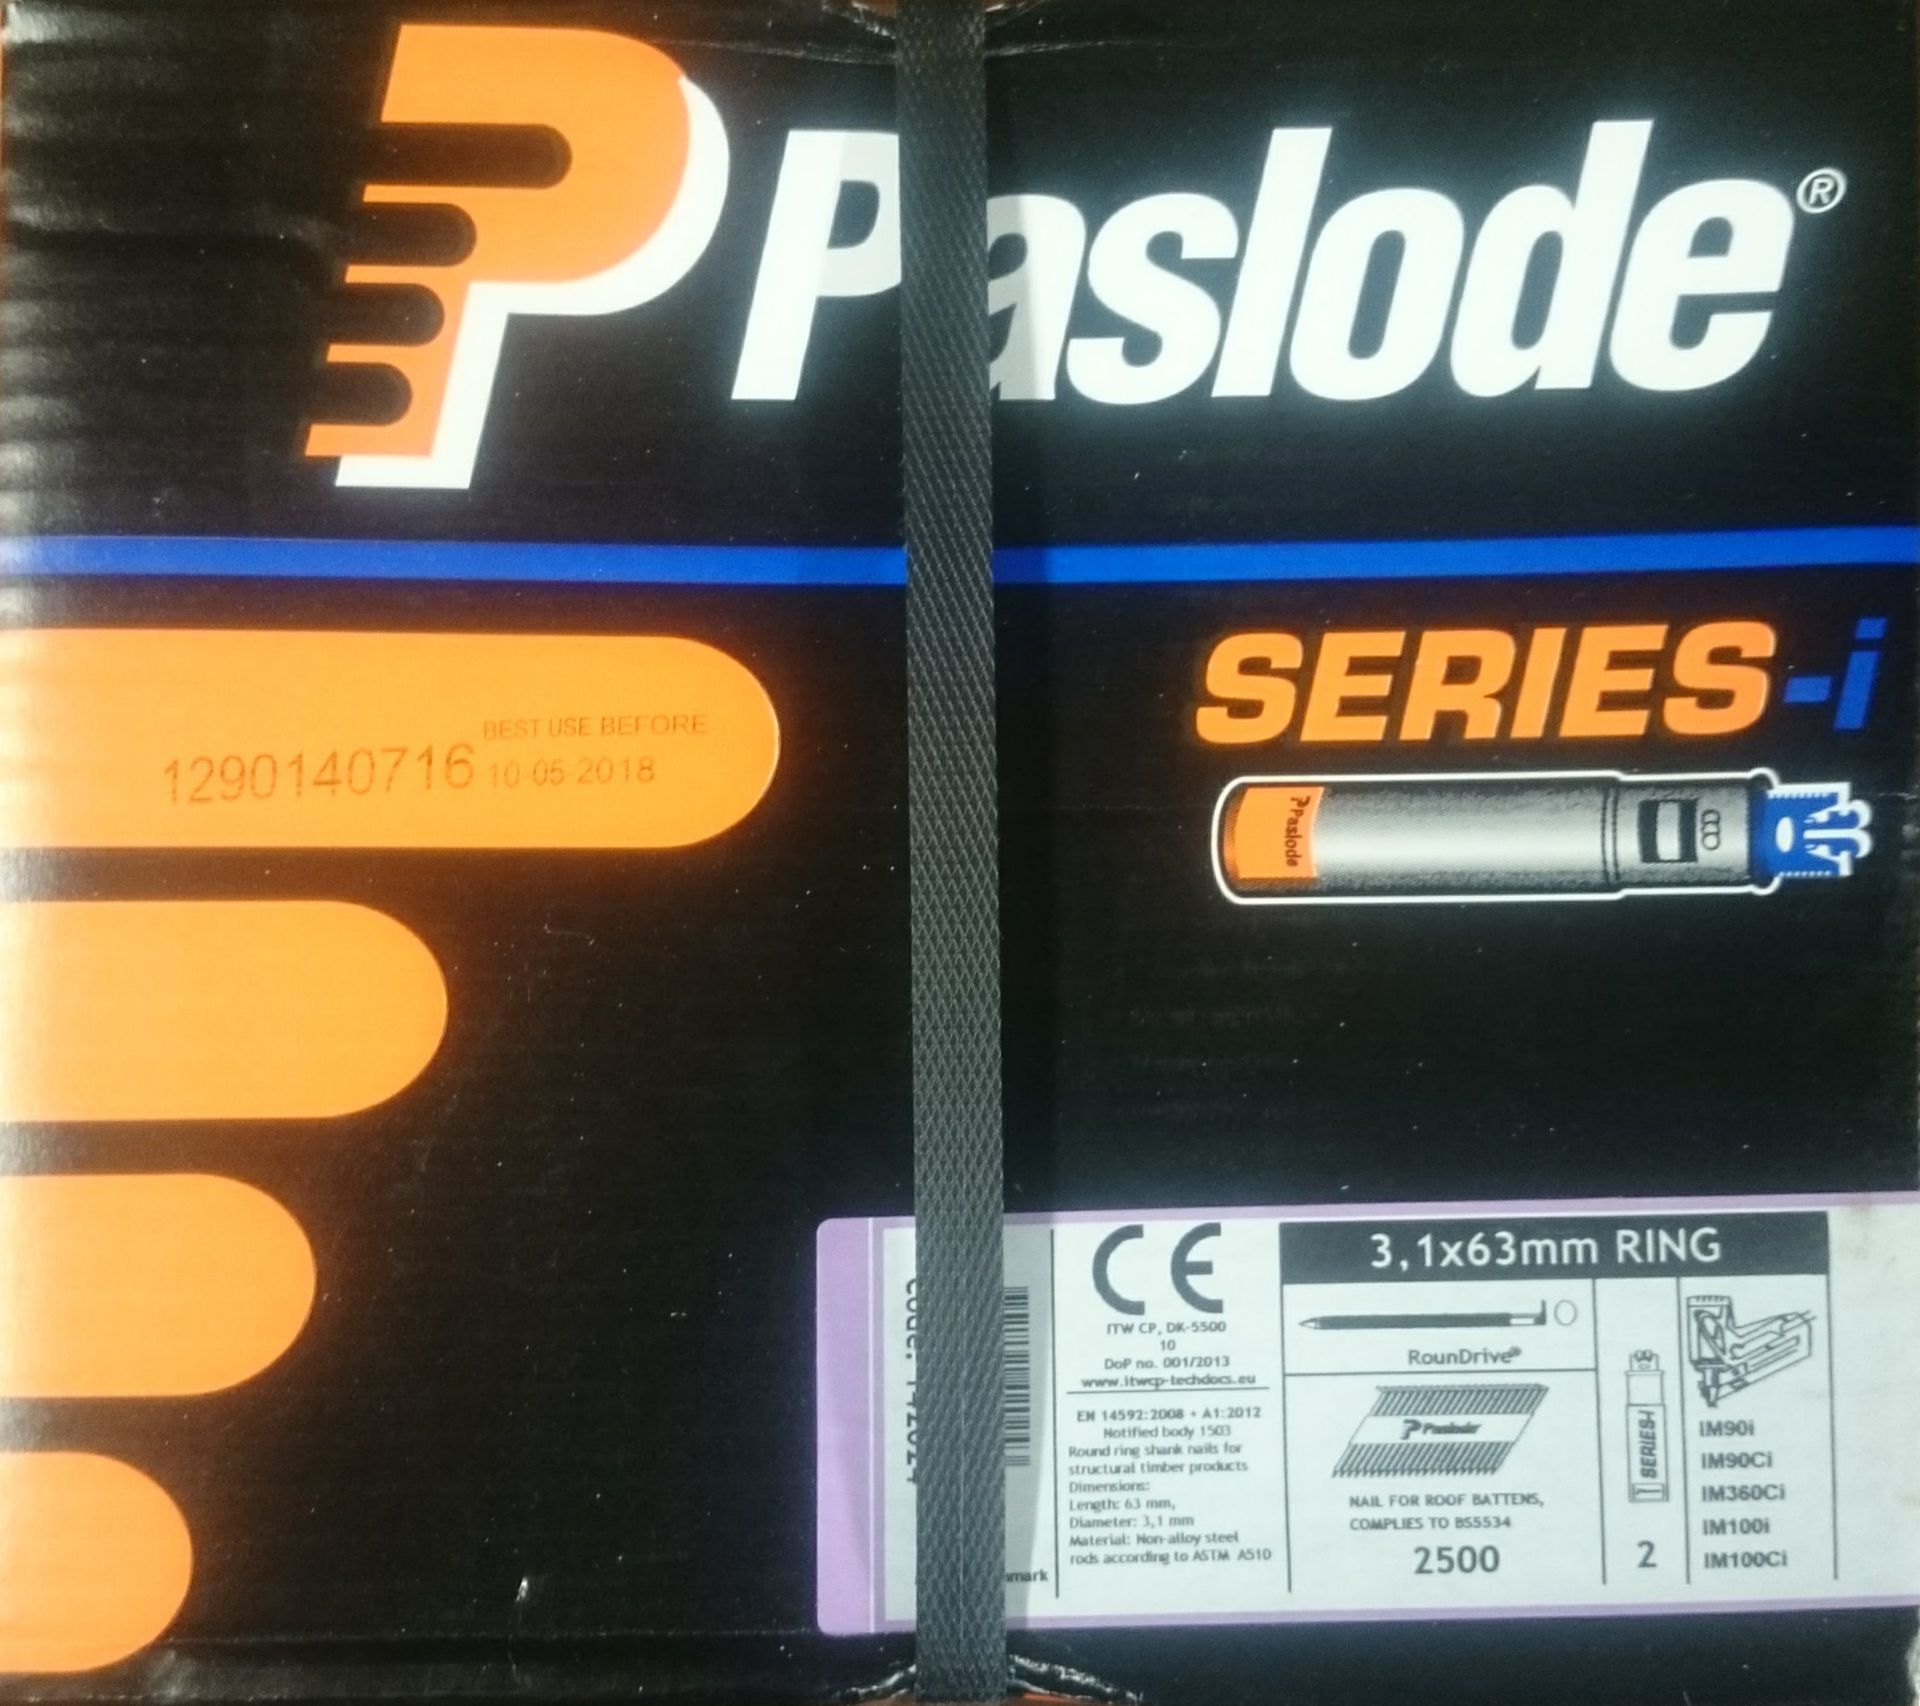 Paslode®
SERIES-i
BEST USE BEFORE
1290140716 10-05-2018
Paslode
CE
ITW CP, DK-5500
10
DoP no. 001/2013
www.itwcp-techdocs.eu
EN 14592:2008 + A1:2012
Notified body 1503
Round ring shank nails for
structural timber products
Dimensions:
Length: 63 mm,
Diameter: 3,1 mm
Material: Non-alloy steel
rods according to ASTM A510
3,1x63mm RING
RounDrive®
Paslode
NAIL FOR ROOF BATTENS,
COMPLIES TO BS5534
2500
SERIES-i
2
IM90i
IM90Ci
IM360Ci
IM100i
IM100Ci